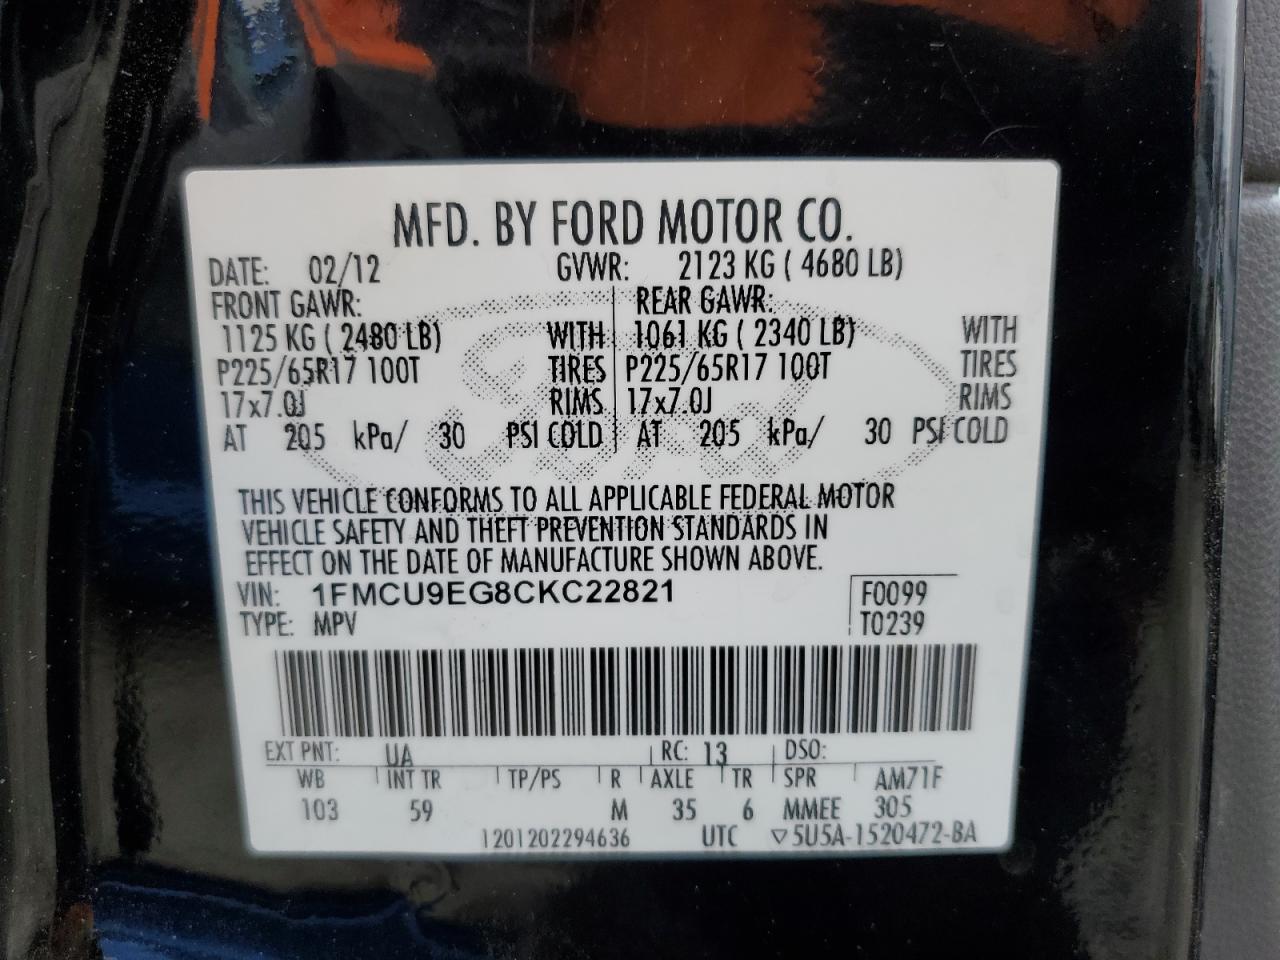 MFD. BY FORD MOTOR CO.
DATE: 02/12 GVWR: 2123 KG ( 4680 LB)
FRONT GAWR: REAR GAWR:
1125 KG ( 2480 LB) WITH 1061 KG ( 2340 LB) WITH
P225/65R17 100T TIRES P225/65R17 100T TIRES
17x7.0J RIMS 17x7.0J RIMS
AT 205 kPa/ 30 PSI COLD AT 205 kPa/ 30 PSI COLD
Ford
THIS VEHICLE CONFORMS TO ALL APPLICABLE FEDERAL MOTOR
VEHICLE SAFETY AND THEFT PREVENTION STANDARDS IN
EFFECT ON THE DATE OF MANUFACTURE SHOWN ABOVE.
VIN: 1FMCU9EG8CKC22821 F0099
TYPE: MPV T0239
EXT PNT: UA RC: 13 DSO:
WB INT TR TP/PS R AXLE TR SPR AM71F
103 59 M 35 6 MMEE 305
1201202294636 UTC ▽5U5A-1520472-BA